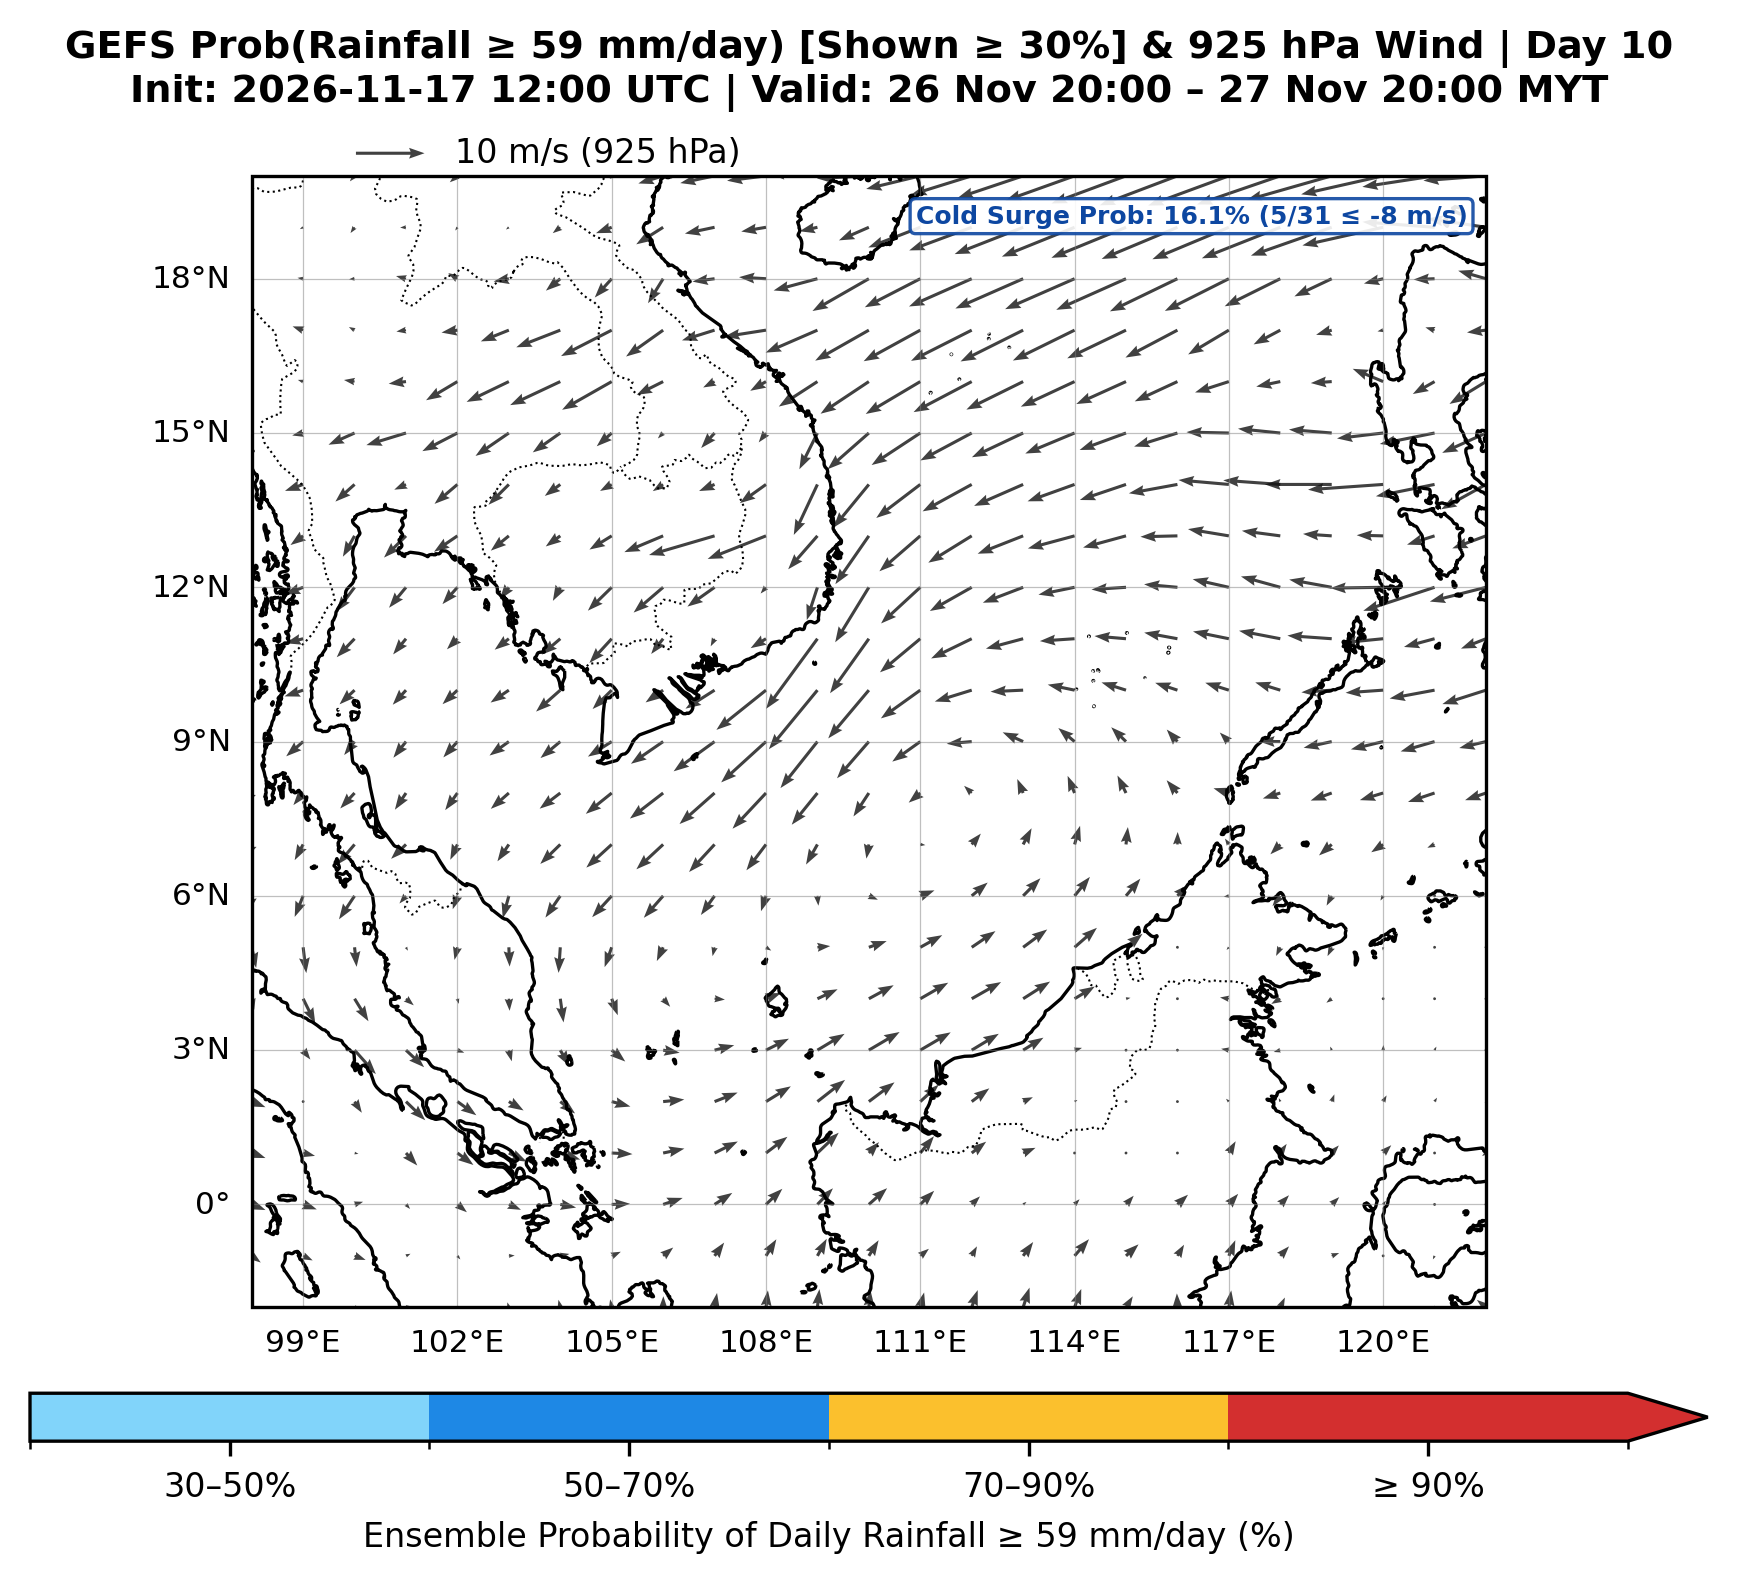 GEFS Prob(Rainfall ≥ 59 mm/day) [Shown ≥ 30%] & 925 hPa Wind | Day 10
Init: 2026-11-17 12:00 UTC | Valid: 26 Nov 20:00 – 27 Nov 20:00 MYT
10 m/s (925 hPa)
Cold Surge Prob: 16.1% (5/31 ≤ -8 m/s)
18°N
15°N
12°N
9°N
6°N
3°N
0°
99°E 102°E 105°E 108°E 111°E 114°E 117°E 120°E
30–50% 50–70% 70–90% ≥ 90%
Ensemble Probability of Daily Rainfall ≥ 59 mm/day (%)